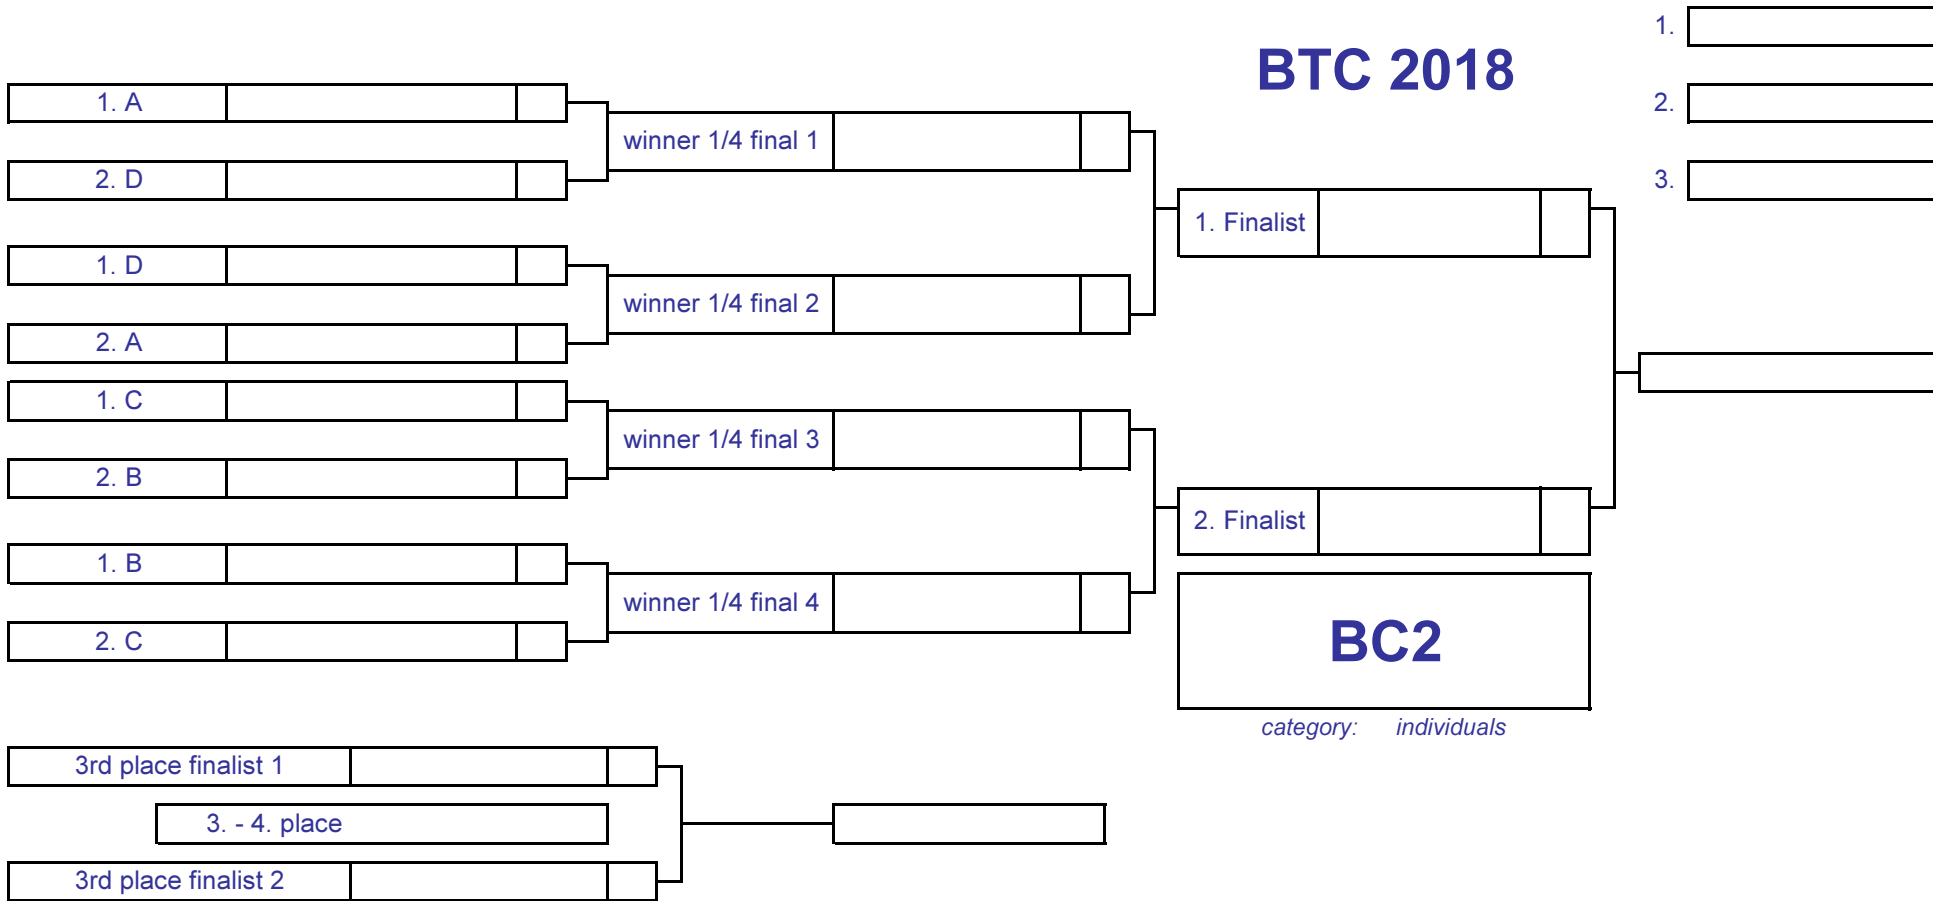 BTC 2018
1.
2.
3.
1. A
2. D
1. D
2. A
1. C
2. B
1. B
2. C
winner 1/4 final 1
winner 1/4 final 2
winner 1/4 final 3
winner 1/4 final 4
1. Finalist
2. Finalist
BC2
category: individuals
3rd place finalist 1
3. - 4. place
3rd place finalist 2